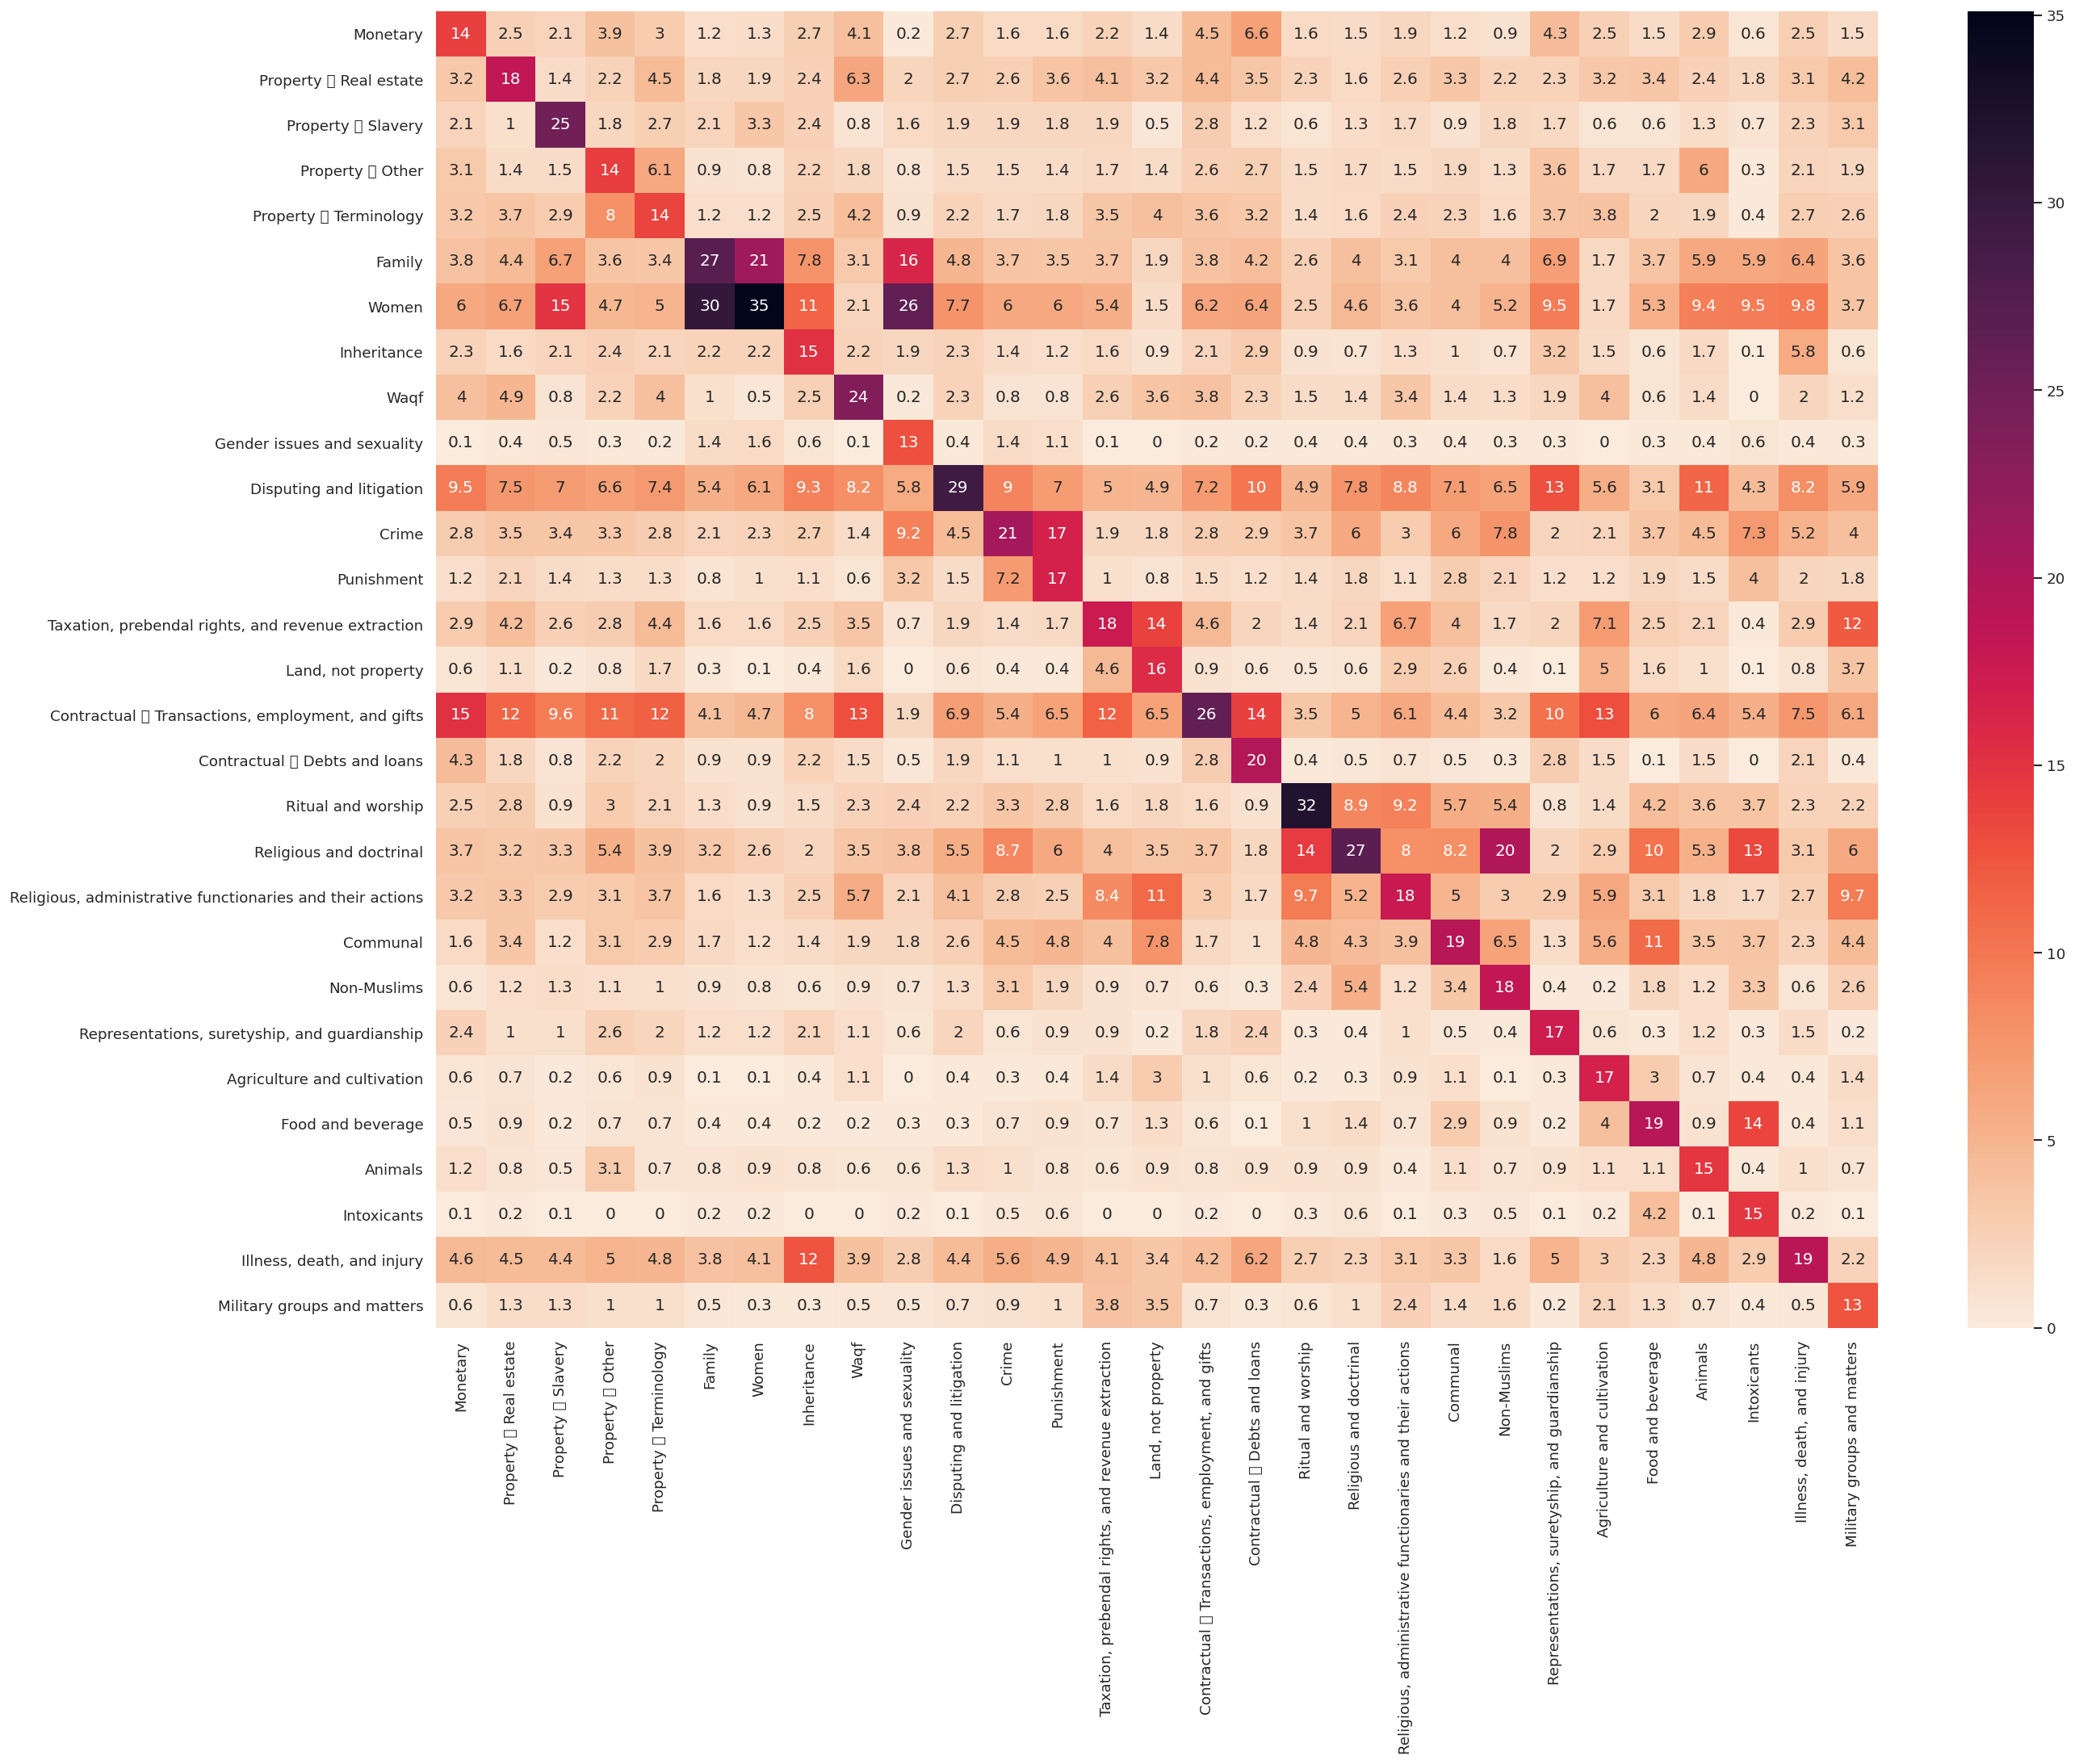 Monetary 14 2.5 2.1 3.9 3 1.2 1.3 2.7 4.1 0.2 2.7 1.6 1.6 2.2 1.4 4.5 6.6 1.6 1.5 1.9 1.2 0.9 4.3 2.5 1.5 2.9 0.6 2.5 1.5 35
Property ▯ Real estate 3.2 18 1.4 2.2 4.5 1.8 1.9 2.4 6.3 2 2.7 2.6 3.6 4.1 3.2 4.4 3.5 2.3 1.6 2.6 3.3 2.2 2.3 3.2 3.4 2.4 1.8 3.1 4.2
Property ▯ Slavery 2.1 1 25 1.8 2.7 2.1 3.3 2.4 0.8 1.6 1.9 1.9 1.8 1.9 0.5 2.8 1.2 0.6 1.3 1.7 0.9 1.8 1.7 0.6 0.6 1.3 0.7 2.3 3.1
Property ▯ Other 3.1 1.4 1.5 14 6.1 0.9 0.8 2.2 1.8 0.8 1.5 1.5 1.4 1.7 1.4 2.6 2.7 1.5 1.7 1.5 1.9 1.3 3.6 1.7 1.7 6 0.3 2.1 1.9
Property ▯ Terminology 3.2 3.7 2.9 8 14 1.2 1.2 2.5 4.2 0.9 2.2 1.7 1.8 3.5 4 3.6 3.2 1.4 1.6 2.4 2.3 1.6 3.7 3.8 2 1.9 0.4 2.7 2.6 30
Family 3.8 4.4 6.7 3.6 3.4 27 21 7.8 3.1 16 4.8 3.7 3.5 3.7 1.9 3.8 4.2 2.6 4 3.1 4 4 6.9 1.7 3.7 5.9 5.9 6.4 3.6
Women 6 6.7 15 4.7 5 30 35 11 2.1 26 7.7 6 6 5.4 1.5 6.2 6.4 2.5 4.6 3.6 4 5.2 9.5 1.7 5.3 9.4 9.5 9.8 3.7
Inheritance 2.3 1.6 2.1 2.4 2.1 2.2 2.2 15 2.2 1.9 2.3 1.4 1.2 1.6 0.9 2.1 2.9 0.9 0.7 1.3 1 0.7 3.2 1.5 0.6 1.7 0.1 5.8 0.6
Waqf 4 4.9 0.8 2.2 4 1 0.5 2.5 24 0.2 2.3 0.8 0.8 2.6 3.6 3.8 2.3 1.5 1.4 3.4 1.4 1.3 1.9 4 0.6 1.4 0 2 1.2 25
Gender issues and sexuality 0.1 0.4 0.5 0.3 0.2 1.4 1.6 0.6 0.1 13 0.4 1.4 1.1 0.1 0 0.2 0.2 0.4 0.4 0.3 0.4 0.3 0.3 0 0.3 0.4 0.6 0.4 0.3
Disputing and litigation 9.5 7.5 7 6.6 7.4 5.4 6.1 9.3 8.2 5.8 29 9 7 5 4.9 7.2 10 4.9 7.8 8.8 7.1 6.5 13 5.6 3.1 11 4.3 8.2 5.9
Crime 2.8 3.5 3.4 3.3 2.8 2.1 2.3 2.7 1.4 9.2 4.5 21 17 1.9 1.8 2.8 2.9 3.7 6 3 6 7.8 2 2.1 3.7 4.5 7.3 5.2 4
Punishment 1.2 2.1 1.4 1.3 1.3 0.8 1 1.1 0.6 3.2 1.5 7.2 17 1 0.8 1.5 1.2 1.4 1.8 1.1 2.8 2.1 1.2 1.2 1.9 1.5 4 2 1.8 20
Taxation, prebendal rights, and revenue extraction 2.9 4.2 2.6 2.8 4.4 1.6 1.6 2.5 3.5 0.7 1.9 1.4 1.7 18 14 4.6 2 1.4 2.1 6.7 4 1.7 2 7.1 2.5 2.1 0.4 2.9 12
Land, not property 0.6 1.1 0.2 0.8 1.7 0.3 0.1 0.4 1.6 0 0.6 0.4 0.4 4.6 16 0.9 0.6 0.5 0.6 2.9 2.6 0.4 0.1 5 1.6 1 0.1 0.8 3.7
Contractual ▯ Transactions, employment, and gifts 15 12 9.6 11 12 4.1 4.7 8 13 1.9 6.9 5.4 6.5 12 6.5 26 14 3.5 5 6.1 4.4 3.2 10 13 6 6.4 5.4 7.5 6.1
Contractual ▯ Debts and loans 4.3 1.8 0.8 2.2 2 0.9 0.9 2.2 1.5 0.5 1.9 1.1 1 1 0.9 2.8 20 0.4 0.5 0.7 0.5 0.3 2.8 1.5 0.1 1.5 0 2.1 0.4 15
Ritual and worship 2.5 2.8 0.9 3 2.1 1.3 0.9 1.5 2.3 2.4 2.2 3.3 2.8 1.6 1.8 1.6 0.9 32 8.9 9.2 5.7 5.4 0.8 1.4 4.2 3.6 3.7 2.3 2.2
Religious and doctrinal 3.7 3.2 3.3 5.4 3.9 3.2 2.6 2 3.5 3.8 5.5 8.7 6 4 3.5 3.7 1.8 14 27 8 8.2 20 2 2.9 10 5.3 13 3.1 6
Religious, administrative functionaries and their actions 3.2 3.3 2.9 3.1 3.7 1.6 1.3 2.5 5.7 2.1 4.1 2.8 2.5 8.4 11 3 1.7 9.7 5.2 18 5 3 2.9 5.9 3.1 1.8 1.7 2.7 9.7
Communal 1.6 3.4 1.2 3.1 2.9 1.7 1.2 1.4 1.9 1.8 2.6 4.5 4.8 4 7.8 1.7 1 4.8 4.3 3.9 19 6.5 1.3 5.6 11 3.5 3.7 2.3 4.4 10
Non-Muslims 0.6 1.2 1.3 1.1 1 0.9 0.8 0.6 0.9 0.7 1.3 3.1 1.9 0.9 0.7 0.6 0.3 2.4 5.4 1.2 3.4 18 0.4 0.2 1.8 1.2 3.3 0.6 2.6
Representations, suretyship, and guardianship 2.4 1 1 2.6 2 1.2 1.2 2.1 1.1 0.6 2 0.6 0.9 0.9 0.2 1.8 2.4 0.3 0.4 1 0.5 0.4 17 0.6 0.3 1.2 0.3 1.5 0.2
Agriculture and cultivation 0.6 0.7 0.2 0.6 0.9 0.1 0.1 0.4 1.1 0 0.4 0.3 0.4 1.4 3 1 0.6 0.2 0.3 0.9 1.1 0.1 0.3 17 3 0.7 0.4 0.4 1.4
Food and beverage 0.5 0.9 0.2 0.7 0.7 0.4 0.4 0.2 0.2 0.3 0.3 0.7 0.9 0.7 1.3 0.6 0.1 1 1.4 0.7 2.9 0.9 0.2 4 19 0.9 14 0.4 1.1 5
Animals 1.2 0.8 0.5 3.1 0.7 0.8 0.9 0.8 0.6 0.6 1.3 1 0.8 0.6 0.9 0.8 0.9 0.9 0.9 0.4 1.1 0.7 0.9 1.1 1.1 15 0.4 1 0.7
Intoxicants 0.1 0.2 0.1 0 0 0.2 0.2 0 0 0.2 0.1 0.5 0.6 0 0 0.2 0 0.3 0.6 0.1 0.3 0.5 0.1 0.2 4.2 0.1 15 0.2 0.1
Illness, death, and injury 4.6 4.5 4.4 5 4.8 3.8 4.1 12 3.9 2.8 4.4 5.6 4.9 4.1 3.4 4.2 6.2 2.7 2.3 3.1 3.3 1.6 5 3 2.3 4.8 2.9 19 2.2
Military groups and matters 0.6 1.3 1.3 1 1 0.5 0.3 0.3 0.5 0.5 0.7 0.9 1 3.8 3.5 0.7 0.3 0.6 1 2.4 1.4 1.6 0.2 2.1 1.3 0.7 0.4 0.5 13 0
Monetary
Property ▯ Real estate
Property ▯ Slavery
Property ▯ Other
Property ▯ Terminology
Family
Women
Inheritance
Waqf
Gender issues and sexuality
Disputing and litigation
Crime
Punishment
Taxation, prebendal rights, and revenue extraction
Land, not property
Contractual ▯ Transactions, employment, and gifts
Contractual ▯ Debts and loans
Ritual and worship
Religious and doctrinal
Religious, administrative functionaries and their actions
Communal
Non-Muslims
Representations, suretyship, and guardianship
Agriculture and cultivation
Food and beverage
Animals
Intoxicants
Illness, death, and injury
Military groups and matters